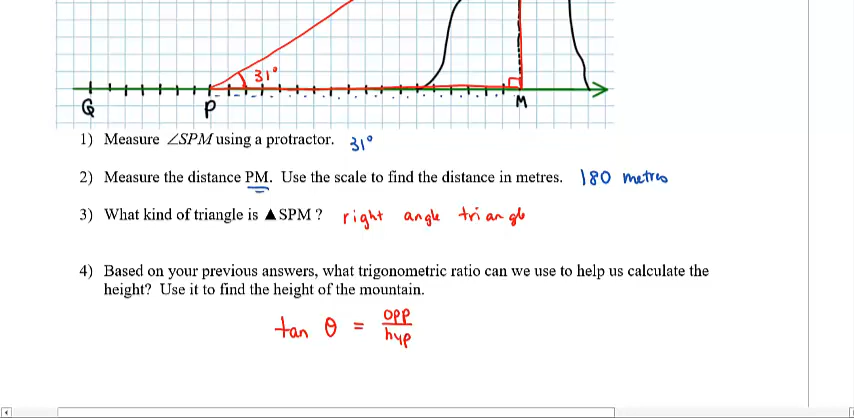 31°
Q P M
1) Measure ∠SPM using a protractor. 31°
2) Measure the distance PM. Use the scale to find the distance in metres. 180 metres
3) What kind of triangle is ▲SPM ? right angle triangle
4) Based on your previous answers, what trigonometric ratio can we use to help us calculate the
height? Use it to find the height of the mountain.
tan θ = opp/hyp